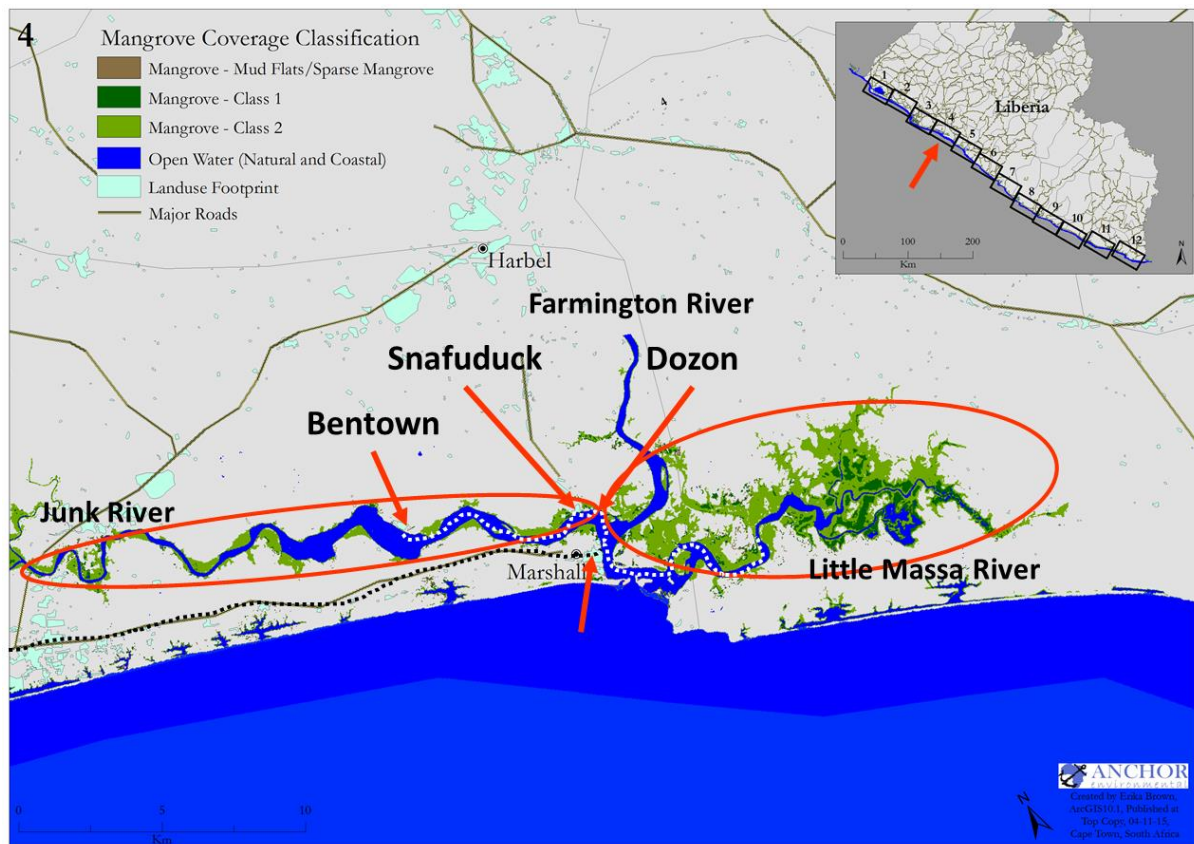 4
Mangrove Coverage Classification
Mangrove - Mud Flats/Sparse Mangrove
Mangrove - Class 1
Mangrove - Class 2
Open Water (Natural and Coastal)
Landuse Footprint
Major Roads
4
1
2
3
4
5
6
7
8
9
10
11
12
Liberia
0 100 200
Km
N
Harbel
Farmington River
Snafuduck
Dozon
Bentown
Junk River
Marshall
Little Massa River
0 5 10
Km
N
ANCHOR
environmental
Created by Erika Brown,
ArcGIS10.1, Published at
Top Copy, 04-11-15,
Cape Town, South Africa